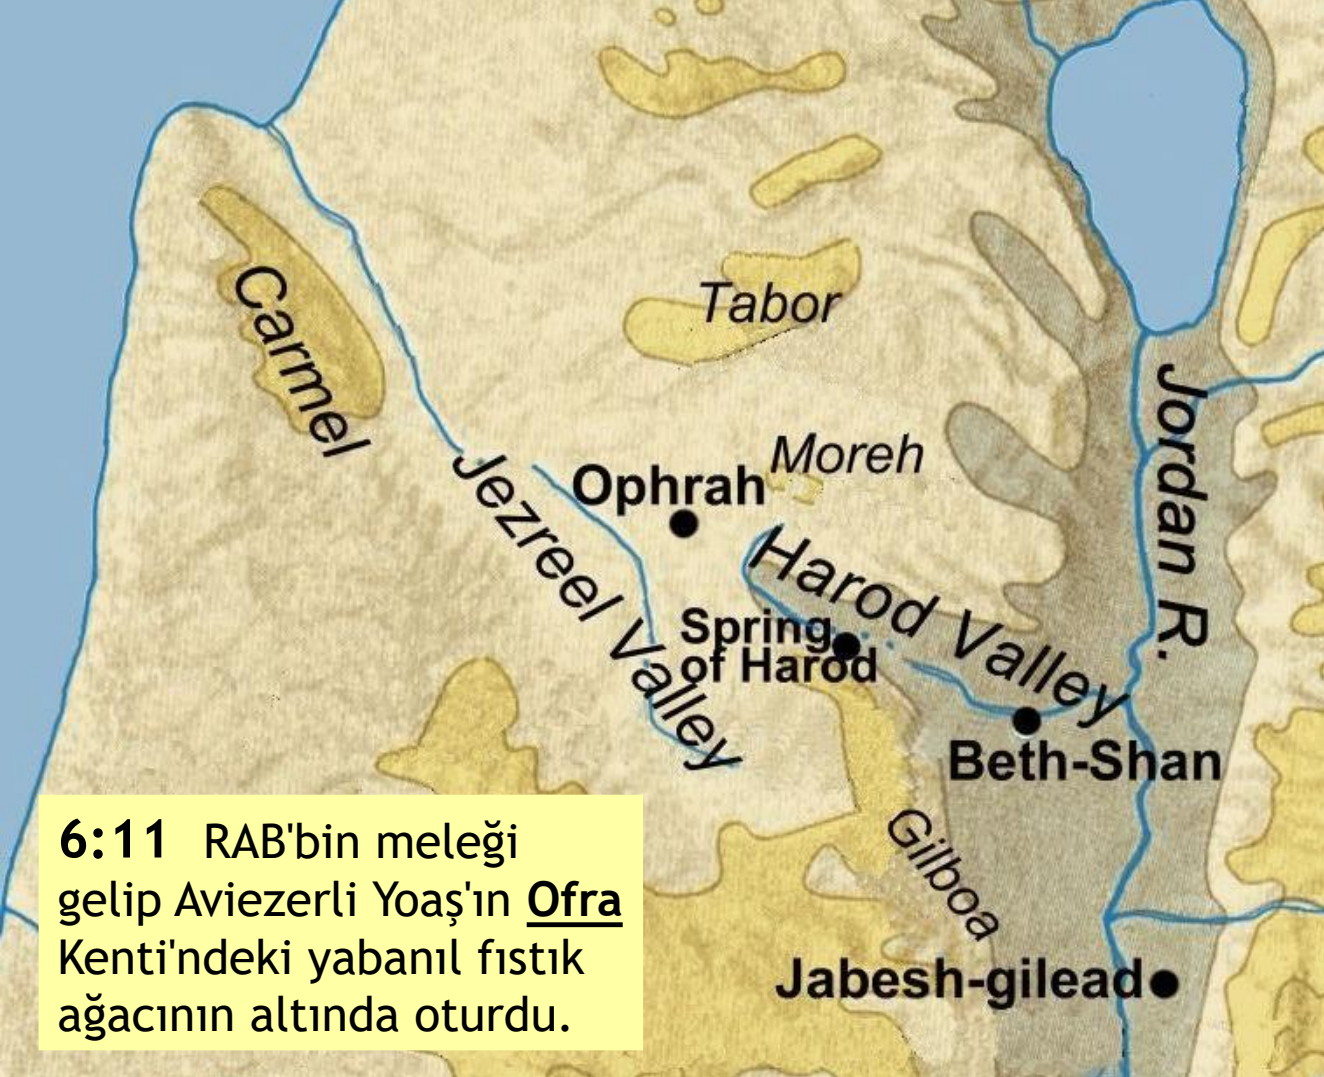 Carmel
Tabor
Jordan R.
Moreh
Ophrah
Jezreel Valley
Harod Valley
Spring
of Harod
Beth-Shan
Gilboa
Jabesh-gilead
6:11 RAB'bin meleği
gelip Aviezerli Yoaş'ın Ofra
Kenti'ndeki yabanıl fıstık
ağacının altında oturdu.